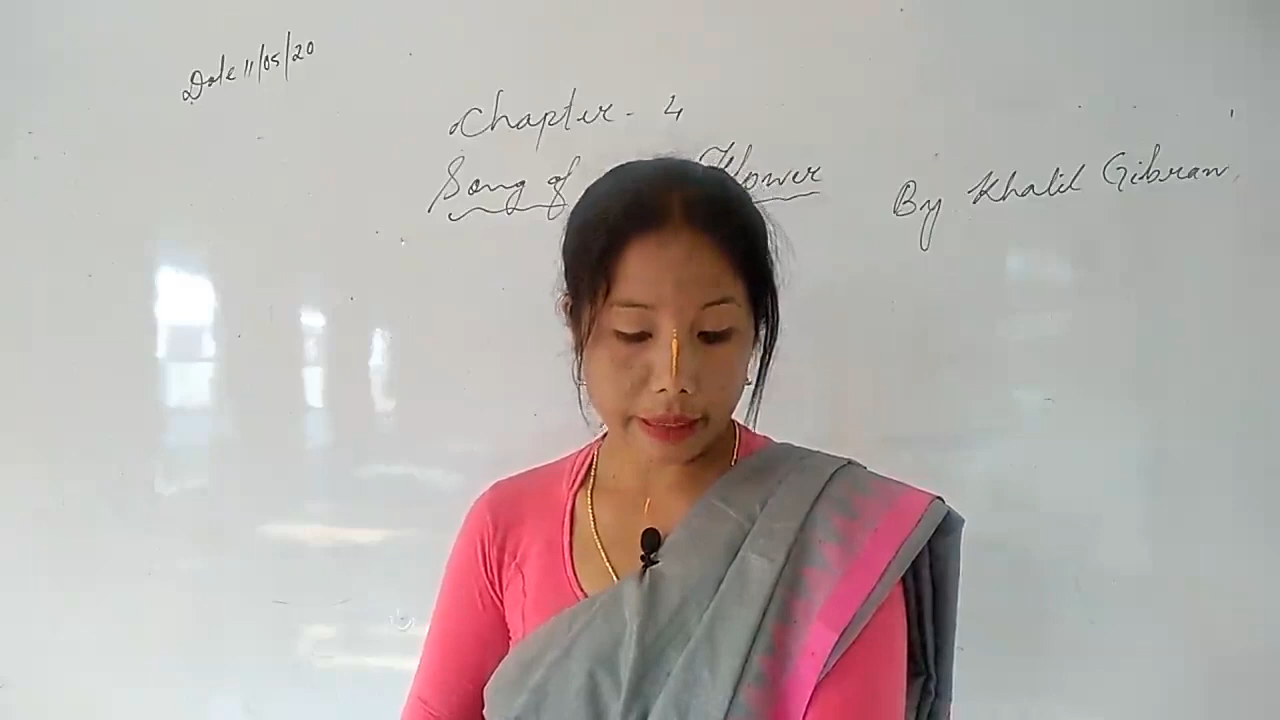 Date 11/05/20
Chapter - 4
Song of Flower
By Khalil Gibran